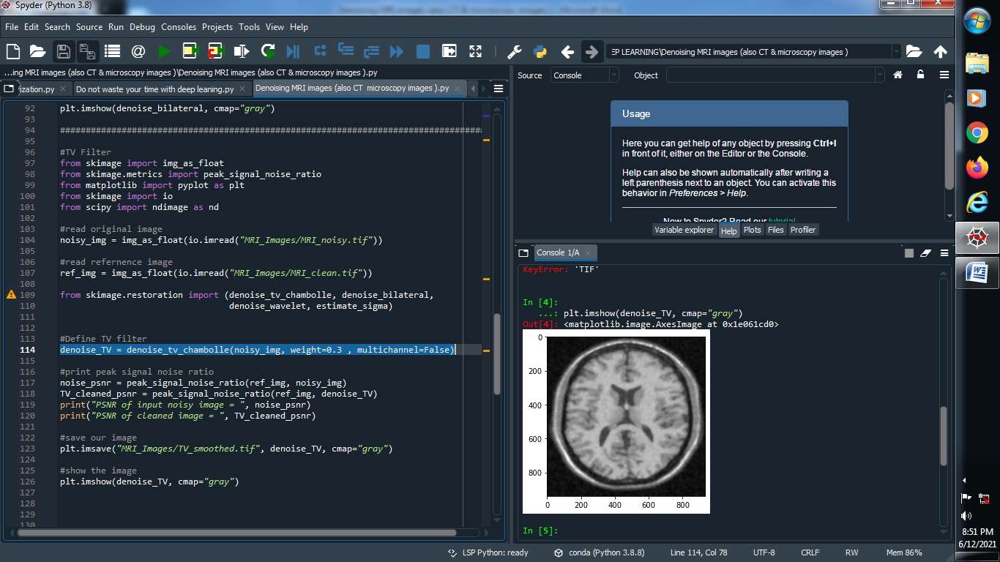 Spyder (Python 3.8)
File Edit Search Source Run Debug Consoles Projects Tools View Help
EP LEARNING\Denoising MRI images (also CT & microscopy images )
...ing MRI images (also CT & microscopy images )\Denoising MRI images (also CT & microscopy images ).py
ization.py Do not waste your time with deep leaning.py Denoising MRI images (also CT microscopy images ).py
92 plt.imshow(denoise_bilateral, cmap="gray")
93
94 ################################################################################
95
96 #TV Filter
97 from skimage import img_as_float
98 from skimage.metrics import peak_signal_noise_ratio
99 from matplotlib import pyplot as plt
100 from skimage import io
101 from scipy import ndimage as nd
102
103 #read original image
104 noisy_img = img_as_float(io.imread("MRI_Images/MRI_noisy.tif"))
105
106 #read refernence image
107 ref_img = img_as_float(io.imread("MRI_Images/MRI_clean.tif"))
108
109 from skimage.restoration import (denoise_tv_chambolle, denoise_bilateral,
110 denoise_wavelet, estimate_sigma)
111
112
113 #Define TV filter
114 denoise_TV = denoise_tv_chambolle(noisy_img, weight=0.3 , multichannel=False)
115
116 #print peak signal noise ratio
117 noise_psnr = peak_signal_noise_ratio(ref_img, noisy_img)
118 TV_cleaned_psnr = peak_signal_noise_ratio(ref_img, denoise_TV)
119 print("PSNR of input noisy image = ", noise_psnr)
120 print("PSNR of cleaned image = ", TV_cleaned_psnr)
121
122 #save our image
123 plt.imsave("MRI_Images/TV_smoothed.tif", denoise_TV, cmap="gray")
124
125 #show the image
126 plt.imshow(denoise_TV, cmap="gray")
127
128
129
130
Source Console Object
Usage
Here you can get help of any object by pressing Ctrl+I
in front of it, either on the Editor or the Console.
Help can also be shown automatically after writing a
left parenthesis next to an object. You can activate this
behavior in Preferences > Help.
New to Spyder? Read our tutorial
Variable explorer Help Plots Files Profiler
Console 1/A
KeyError: 'TIF'
In [4]:
...: plt.imshow(denoise_TV, cmap="gray")
Out[4]: <matplotlib.image.AxesImage at 0x1e061cd0>
0
200
400
600
800
0 200 400 600 800
In [5]:
LSP Python: ready conda (Python 3.8.8) Line 114, Col 78 UTF-8 CRLF RW Mem 86%
8:51 PM
6/12/2021